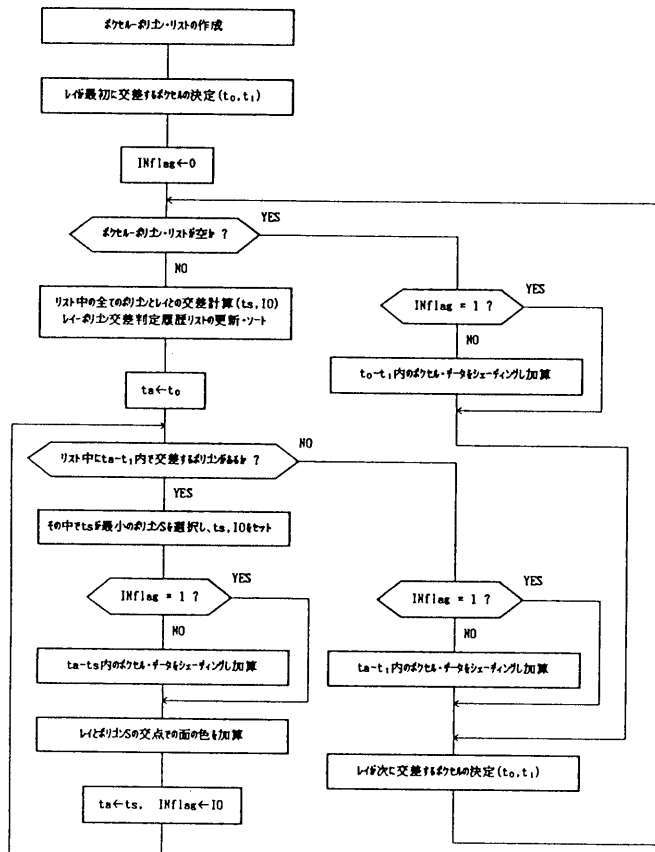 ボクセル-ポリゴン・リストの作成
レイが最初に交差するボクセルの決定(t₀,t₁)
INflag←0
ボクセル-ポリゴン・リストが空か ?
YES
NO
リスト中の全てのポリゴンとレイとの交差計算(ts,IO)
レイ-ポリゴン交差判定履歴リストの更新・ソート
INflag = 1 ?
YES
NO
t₀-t₁内のボクセル・データをシェーディングし加算
ta←t₀
リスト中にta-t₁内で交差するポリゴンがあるか ?
NO
YES
その中でtsが最小のポリゴンSを選択し、ts,IOをセット
INflag = 1 ?
YES
NO
ta-ts内のボクセル・データをシェーディングし加算
INflag = 1 ?
YES
NO
ta-t₁内のボクセル・データをシェーディングし加算
レイとポリゴンSの交点での面の色を加算
レイが次に交差するボクセルの決定(t₀,t₁)
ta←ts, INflag←IO